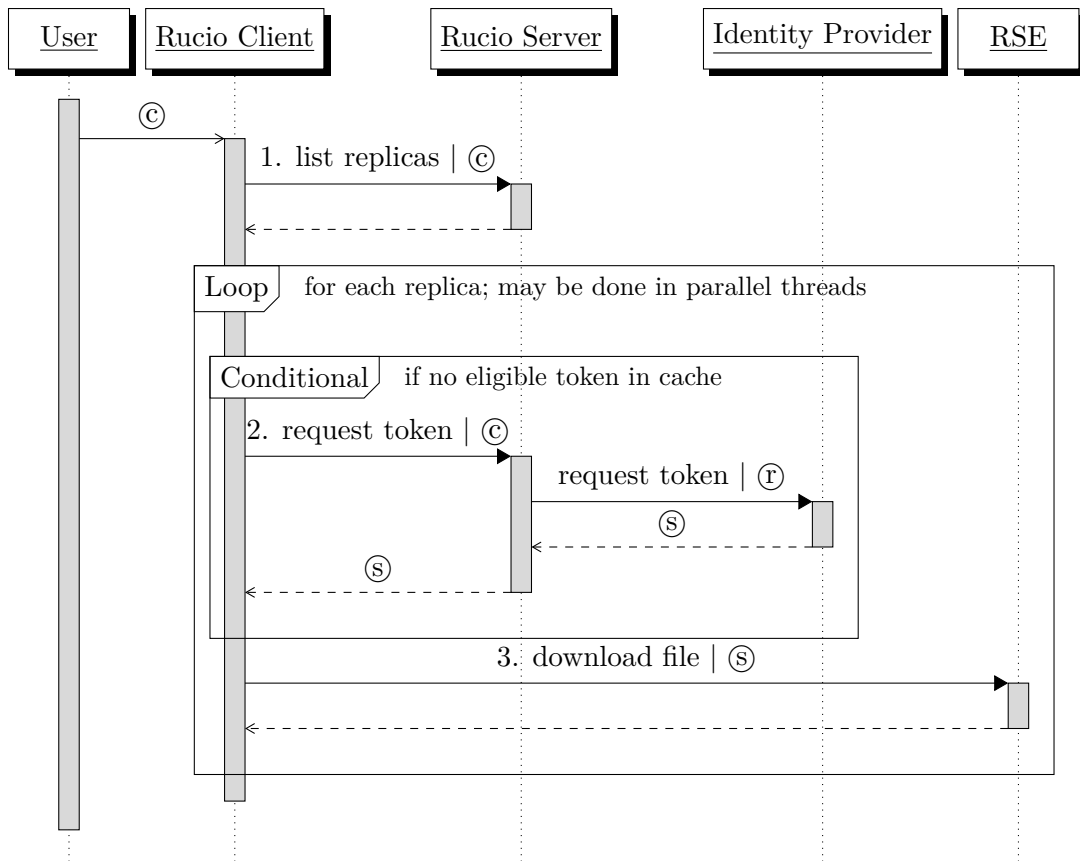 User
Rucio Client
Rucio Server
Identity Provider
RSE
ⓒ
1. list replicas | ⓒ
Loop
for each replica; may be done in parallel threads
Conditional
if no eligible token in cache
2. request token | ⓒ
request token | ⓡ
ⓢ
ⓢ
3. download file | ⓢ